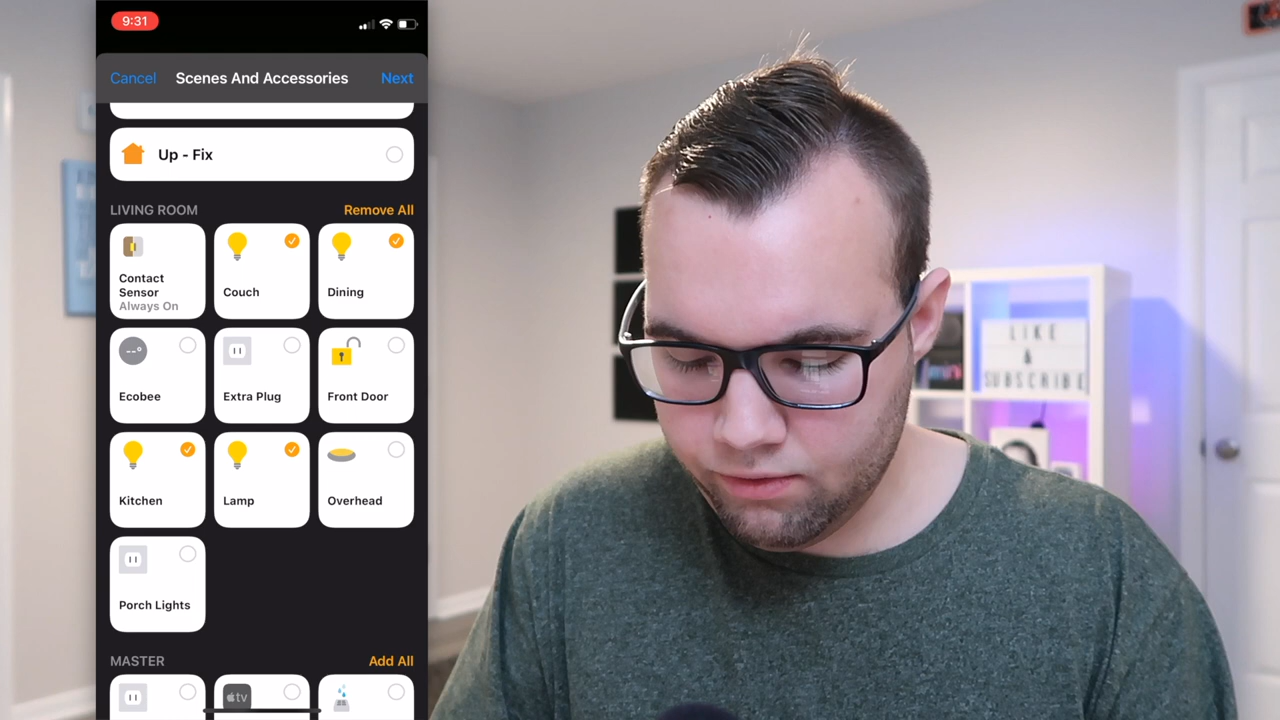 9:31
Cancel Scenes And Accessories Next
Up - Fix
LIVING ROOM Remove All
Contact Sensor
Always On
Couch
Dining
Ecobee
Extra Plug
Front Door
Kitchen
Lamp
Overhead
Porch Lights
MASTER Add All
tv
LIKE
&
SUBSCRIBE